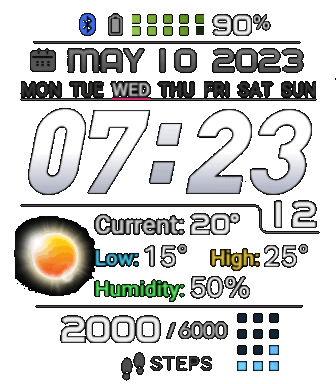 90%
MAY 10 2023
MON TUE WED THU FRI SAT SUN
07:23
12
Current: 20°
Low: 15° High: 25°
Humidity: 50%
2000 /6000
STEPS